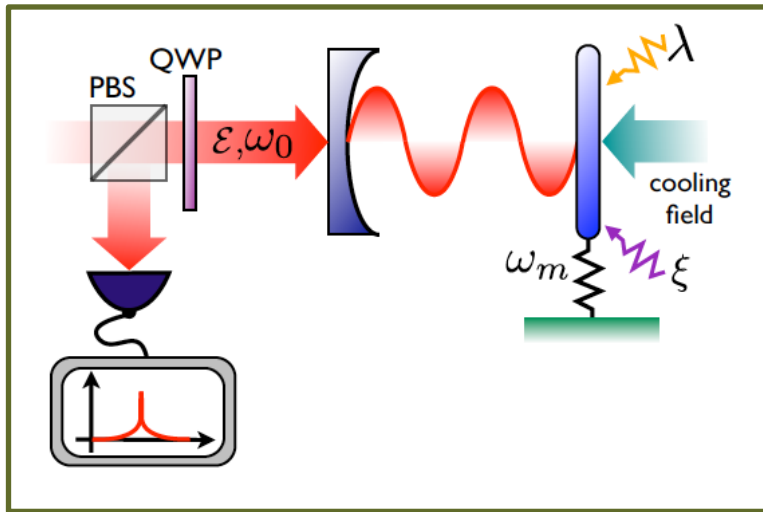 QWP
PBS
ℰ,ω₀
λ
cooling
field
ωₘ
ξ